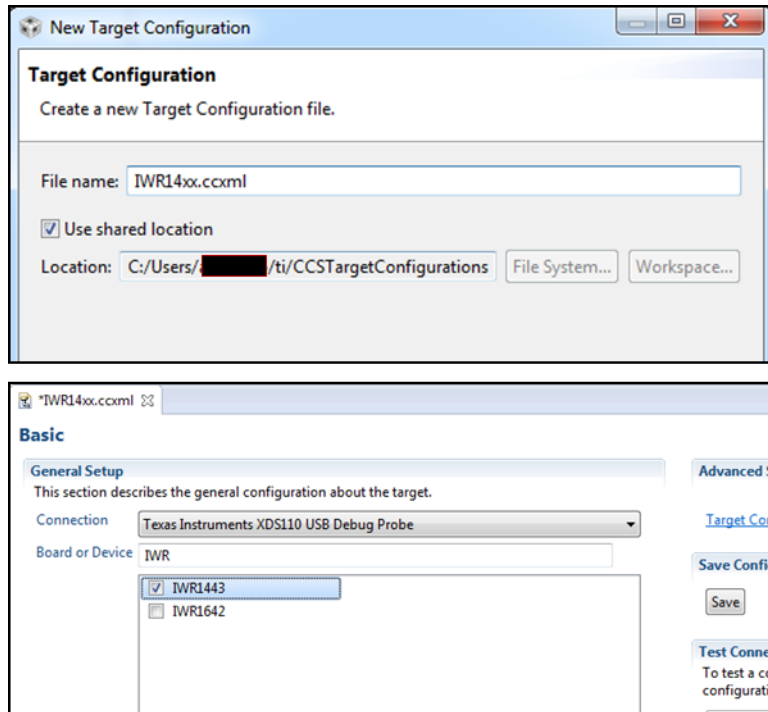 New Target Configuration
Target Configuration
Create a new Target Configuration file.
File name: IWR14xx.ccxml
Use shared location
Location: C:/Users/ /ti/CCSTargetConfigurations File System... Workspace...
*IWR14xx.ccxml
Basic
General Setup
Advanced
This section describes the general configuration about the target.
Connection Texas Instruments XDS110 USB Debug Probe
Target Co
Board or Device IWR
Save Confi
IWR1443
IWR1642
Save
Test Conne
To test a c
configurati